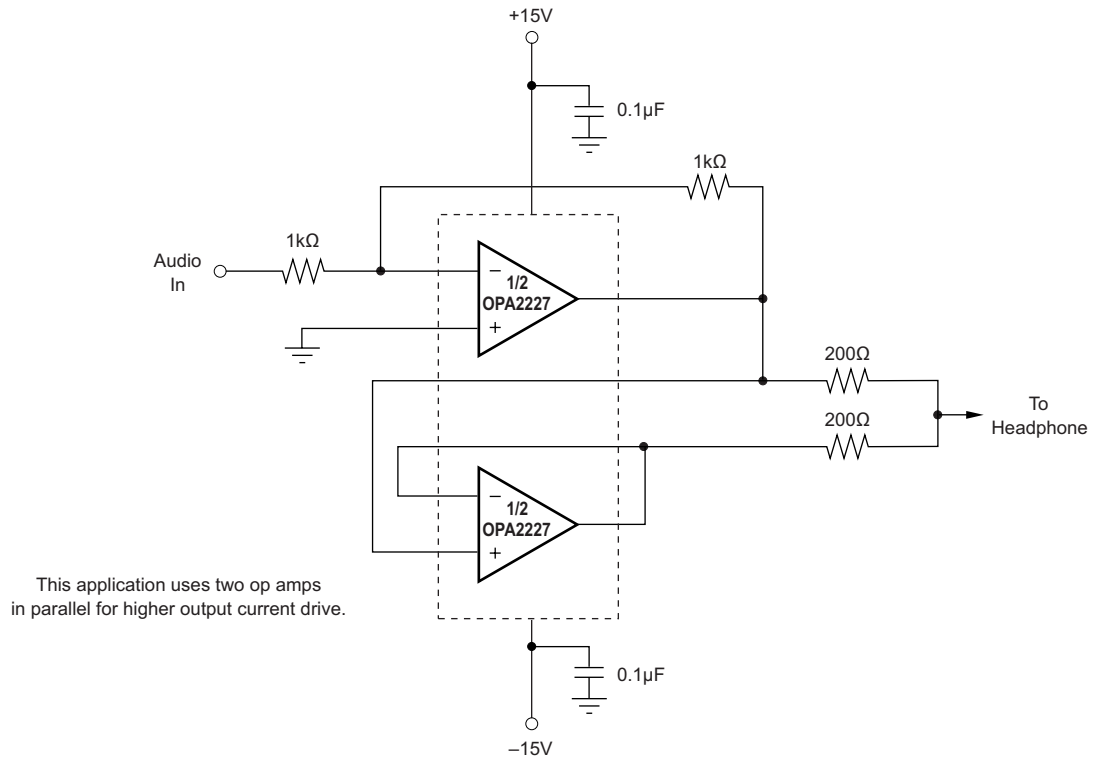 +15V
0.1µF
1kΩ
1kΩ
Audio
In
−
1/2
OPA2227
+
200Ω
To
Headphone
200Ω
−
1/2
OPA2227
+
This application uses two op amps
in parallel for higher output current drive.
0.1µF
–15V